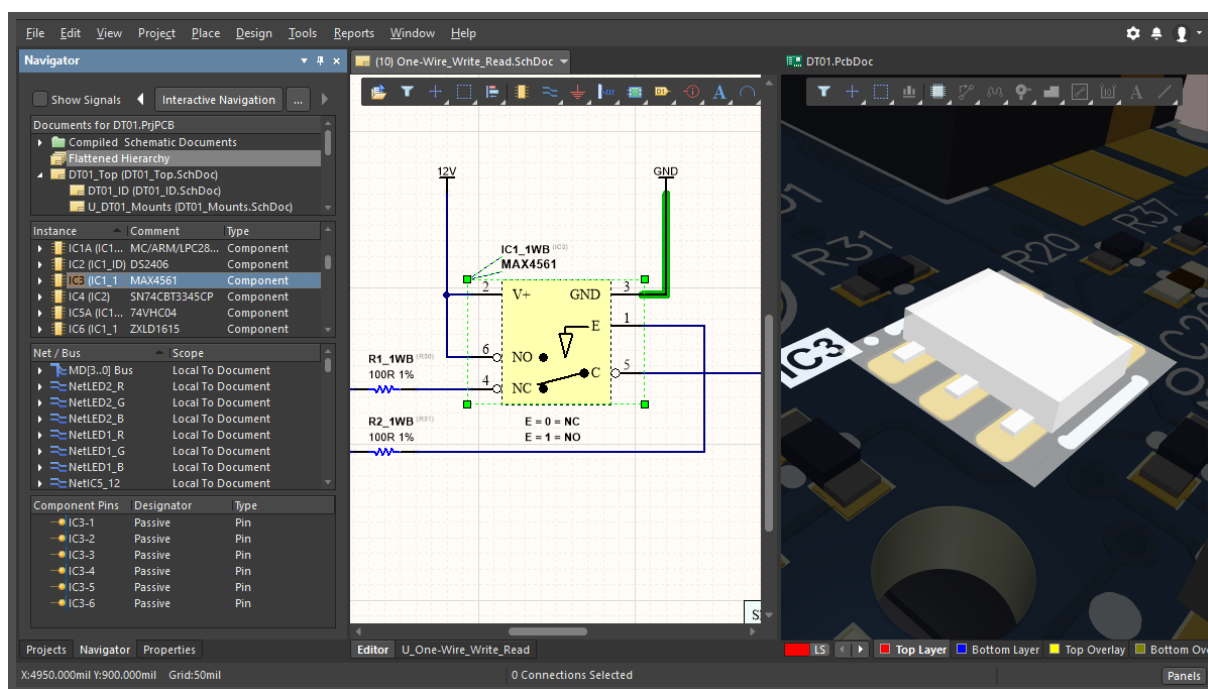 File Edit View Project Place Design Tools Reports Window Help
Navigator
Show Signals Interactive Navigation ...
Documents for DT01.PrjPCB
Compiled Schematic Documents
Flattened Hierarchy
DT01_Top (DT01_Top.SchDoc)
DT01_ID (DT01_ID.SchDoc)
U_DT01_Mounts (DT01_Mounts.SchDoc)
Instance Comment Type
IC1A (IC1... MC/ARM/LPC28... Component
IC2 (IC1_ID) DS2406 Component
IC3 (IC1_1 MAX4561 Component
IC4 (IC2) SN74CBT3345CP Component
IC5A (IC1... 74VHC04 Component
IC6 (IC1_1 ZXLD1615 Component
Net / Bus Scope
MD[3..0] Bus Local To Document
NetLED2_R Local To Document
NetLED2_G Local To Document
NetLED2_B Local To Document
NetLED1_R Local To Document
NetLED1_G Local To Document
NetLED1_B Local To Document
NetIC5_12 Local To Document
Component Pins Designator Type
IC3-1 Passive Pin
IC3-2 Passive Pin
IC3-3 Passive Pin
IC3-4 Passive Pin
IC3-5 Passive Pin
IC3-6 Passive Pin
Projects Navigator Properties
(10) One-Wire_Write_Read.SchDoc
12V GND
IC1_1WB (IC3)
MAX4561
2 V+ GND 3
E 1
6 NO
C 5
4 NC
R1_1WB (R30)
100R 1%
R2_1WB (R31)
100R 1%
E = 0 = NC
E = 1 = NO
Editor U_One-Wire_Write_Read
DT01.PcbDoc
R31
R20
R37
IC3
LS Top Layer Bottom Layer Top Overlay Bottom Ov
X:4950.000mil Y:900.000mil Grid:50mil 0 Connections Selected Panels